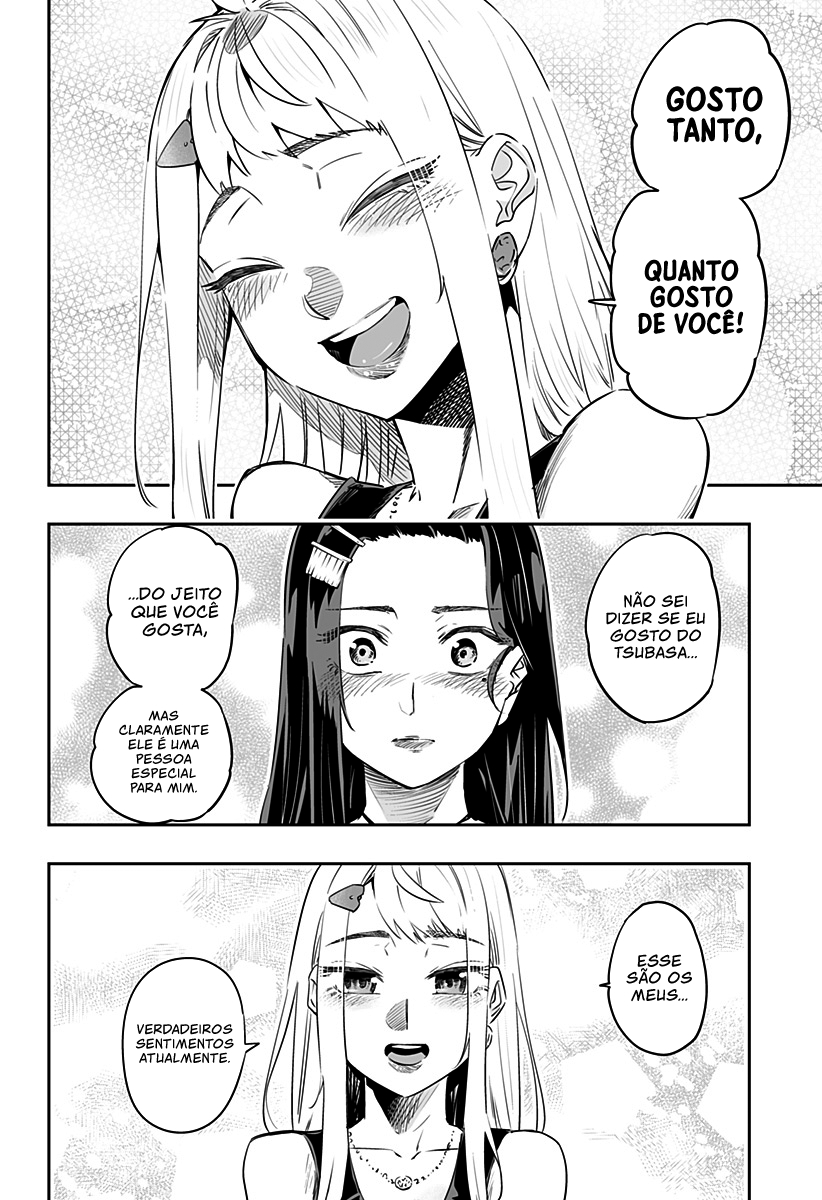 GOSTO
TANTO,
QUANTO
GOSTO
DE VOCÊ!
NÃO SEI
DIZER SE EU
GOSTO DO
TSUBASA...
...DO JEITO
QUE VOCÊ
GOSTA,
MAS
CLARAMENTE
ELE É UMA
PESSOA
ESPECIAL
PARA MIM.
ESSE
SÃO OS
MEUS...
VERDADEIROS
SENTIMENTOS
ATUALMENTE.